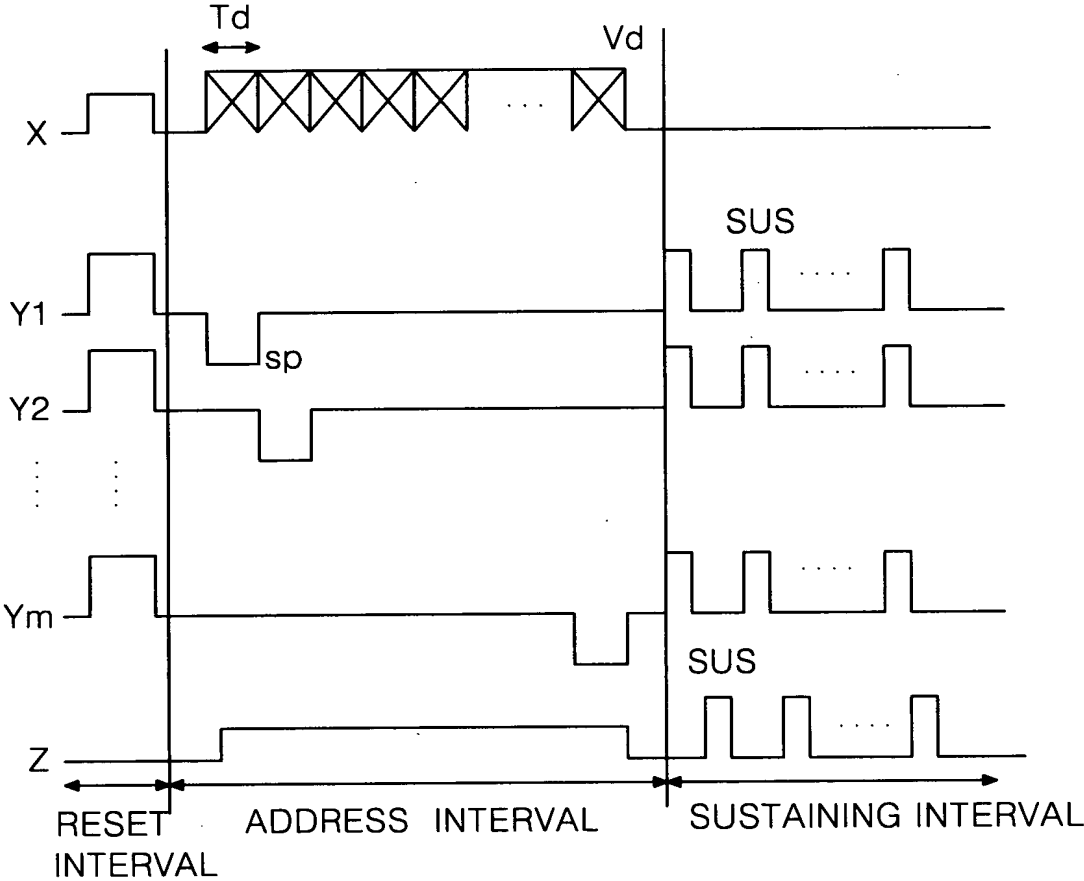 Td
Vd
X
SUS
Y1
sp
Y2
Ym
SUS
Z
RESET INTERVAL
ADDRESS INTERVAL
SUSTAINING INTERVAL